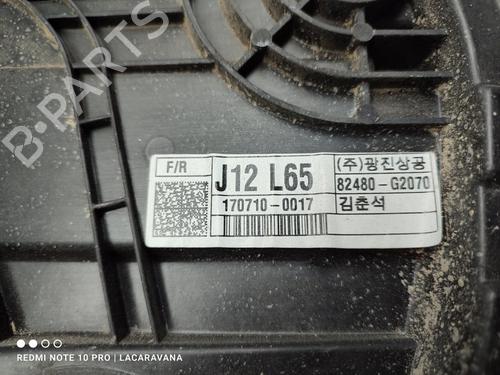 B-PARTS
F/R
J12 L65
(주)광진상공
170710-0017
82480-G2070
김춘석
REDMI NOTE 10 PRO | LACARAVANA